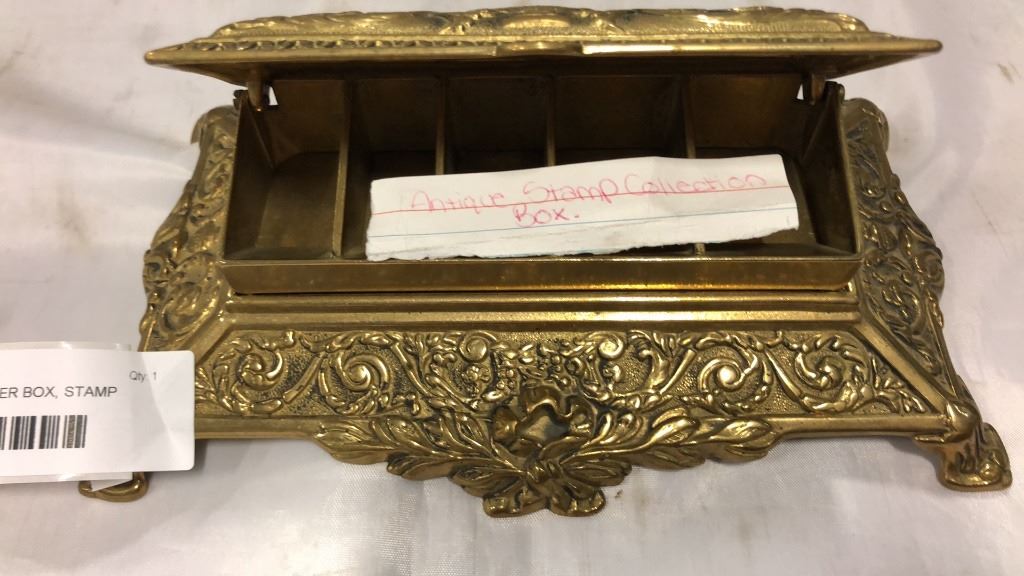 Antique Stamp Collection
Box.
Qty: 1
ER BOX, STAMP